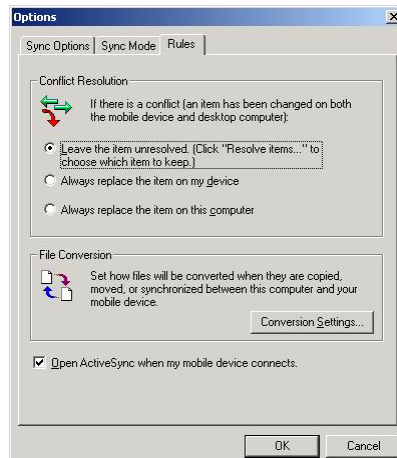 Options
Sync Options Sync Mode Rules
Conflict Resolution
If there is a conflict (an item has been changed on both
the mobile device and desktop computer):
Leave the item unresolved. (Click "Resolve items..." to
choose which item to keep.)
Always replace the item on my device
Always replace the item on this computer
File Conversion
Set how files will be converted when they are copied,
moved, or synchronized between this computer and your
mobile device.
Conversion Settings...
Open ActiveSync when my mobile device connects.
OK Cancel